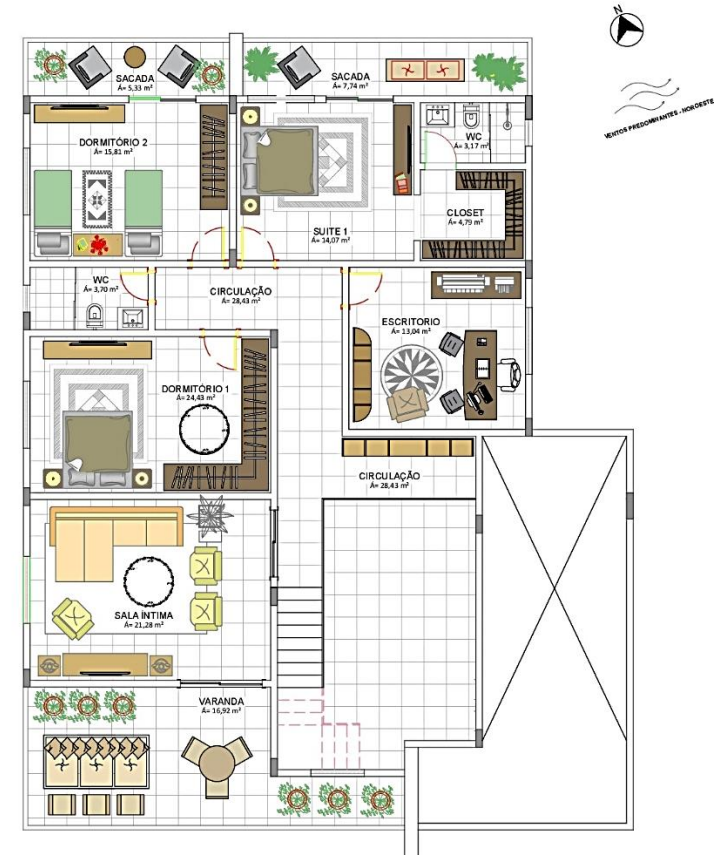 N
VENTOS PREDOMINANTES - NOROESTE
SACADA
A= 5,33 m²
SACADA
A= 7,74 m²
DORMITÓRIO 2
A= 15,81 m²
WC
A= 3,17 m²
SUITE 1
A= 14,07 m²
CLOSET
A= 4,79 m²
WC
A= 3,70 m²
CIRCULAÇÃO
A= 28,43 m²
ESCRITORIO
A= 13,04 m²
DORMITÓRIO 1
A= 24,43 m²
CIRCULAÇÃO
A= 28,43 m²
SALA ÍNTIMA
A= 21,28 m²
VARANDA
A= 16,92 m²